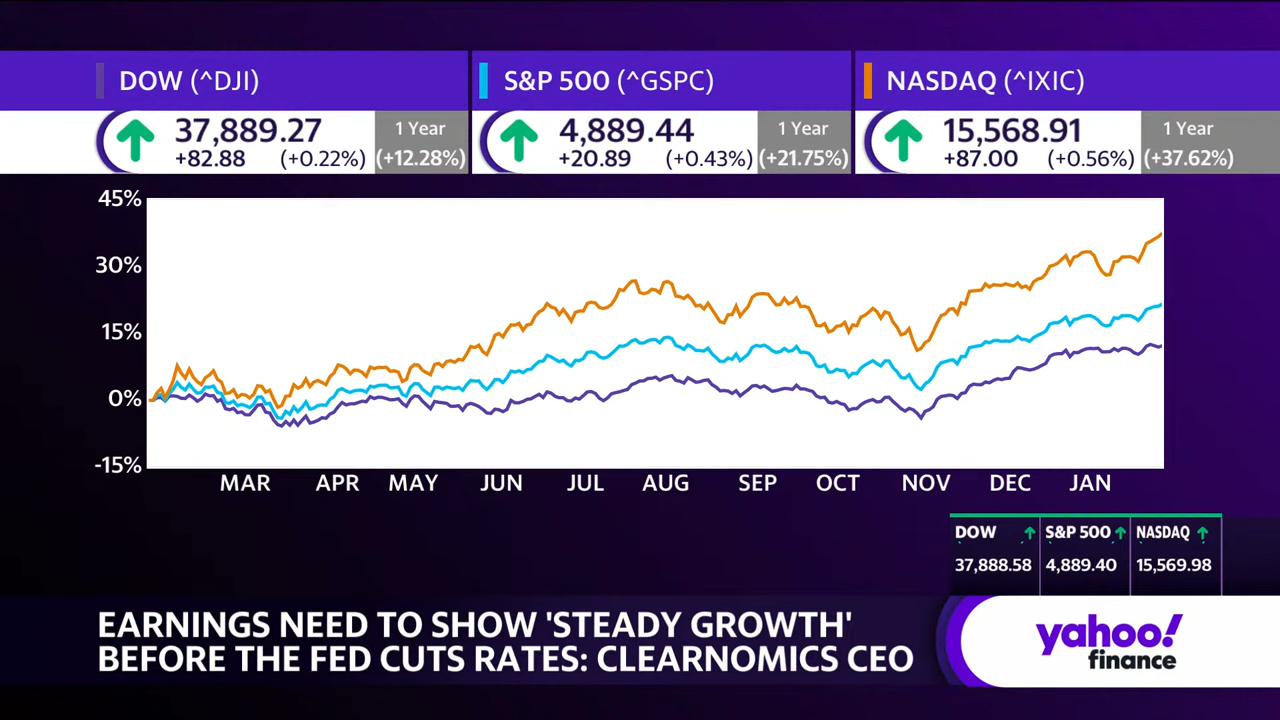 DOW (^DJI)
37,889.27
+82.88 (+0.22%)
1 Year
(+12.28%)
S&P 500 (^GSPC)
4,889.44
+20.89 (+0.43%)
1 Year
(+21.75%)
NASDAQ (^IXIC)
15,568.91
+87.00 (+0.56%)
1 Year
(+37.62%)
45%
30%
15%
0%
-15%
MAR APR MAY JUN JUL AUG SEP OCT NOV DEC JAN
DOW S&P 500 NASDAQ
37,888.58 4,889.40 15,569.98
EARNINGS NEED TO SHOW 'STEADY GROWTH'
BEFORE THE FED CUTS RATES: CLEARNOMICS CEO
yahoo!
finance